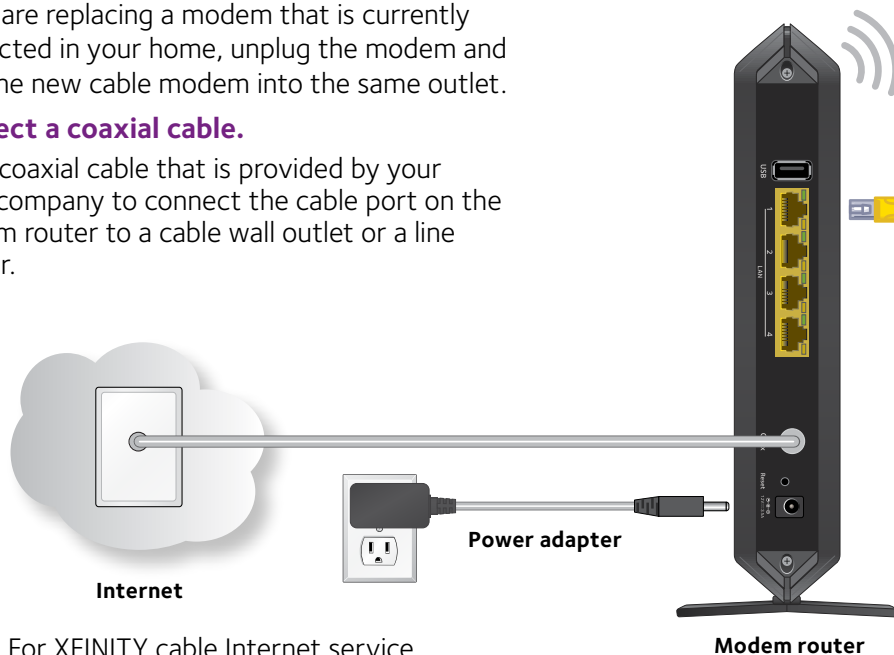 are replacing a modem that is currently
cted in your home, unplug the modem and
ne new cable modem into the same outlet.
ect a coaxial cable.
coaxial cable that is provided by your
company to connect the cable port on the
m router to a cable wall outlet or a line
r.
USB
1
2
LAN
3
4
Reset
Power adapter
Internet
For XFINITY cable Internet service
Modem router